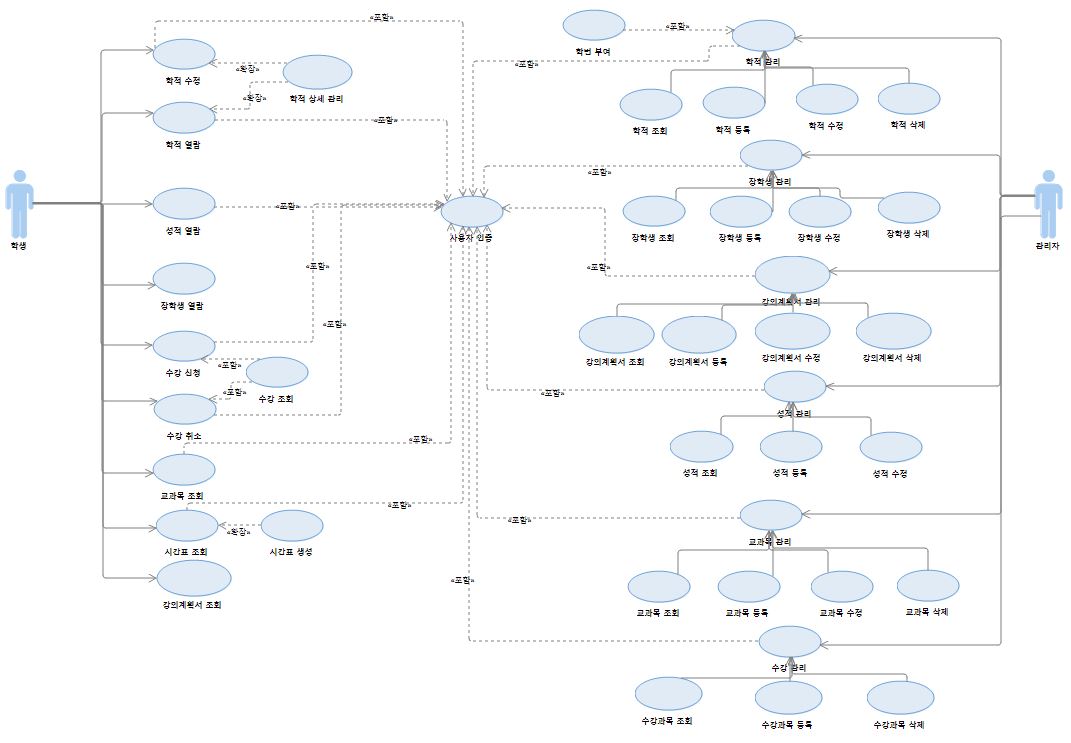 «포함»
학적 수정
«확장»
학적 상세 관리
«확장»
학적 열람
«포함»
학생
성적 열람
«포함»
«포함»
장학생 열람
«포함»
수강 신청
«포함»
«포함»
수강 조회
수강 취소
«포함»
교과목 조회
«포함»
시간표 조회
«확장»
시간표 생성
강의계획서 조회
사용자 인증
학번 부여
«포함»
학적 관리
«포함»
학적 조회
학적 등록
학적 수정
학적 삭제
«포함»
장학생 관리
장학생 조회
장학생 등록
장학생 수정
장학생 삭제
관리자
«포함»
강의계획서 관리
강의계획서 조회
강의계획서 등록
강의계획서 수정
강의계획서 삭제
«포함»
성적 관리
성적 조회
성적 등록
성적 수정
«포함»
교과목 관리
교과목 조회
교과목 등록
교과목 수정
교과목 삭제
«포함»
수강 관리
수강과목 조회
수강과목 등록
수강과목 삭제